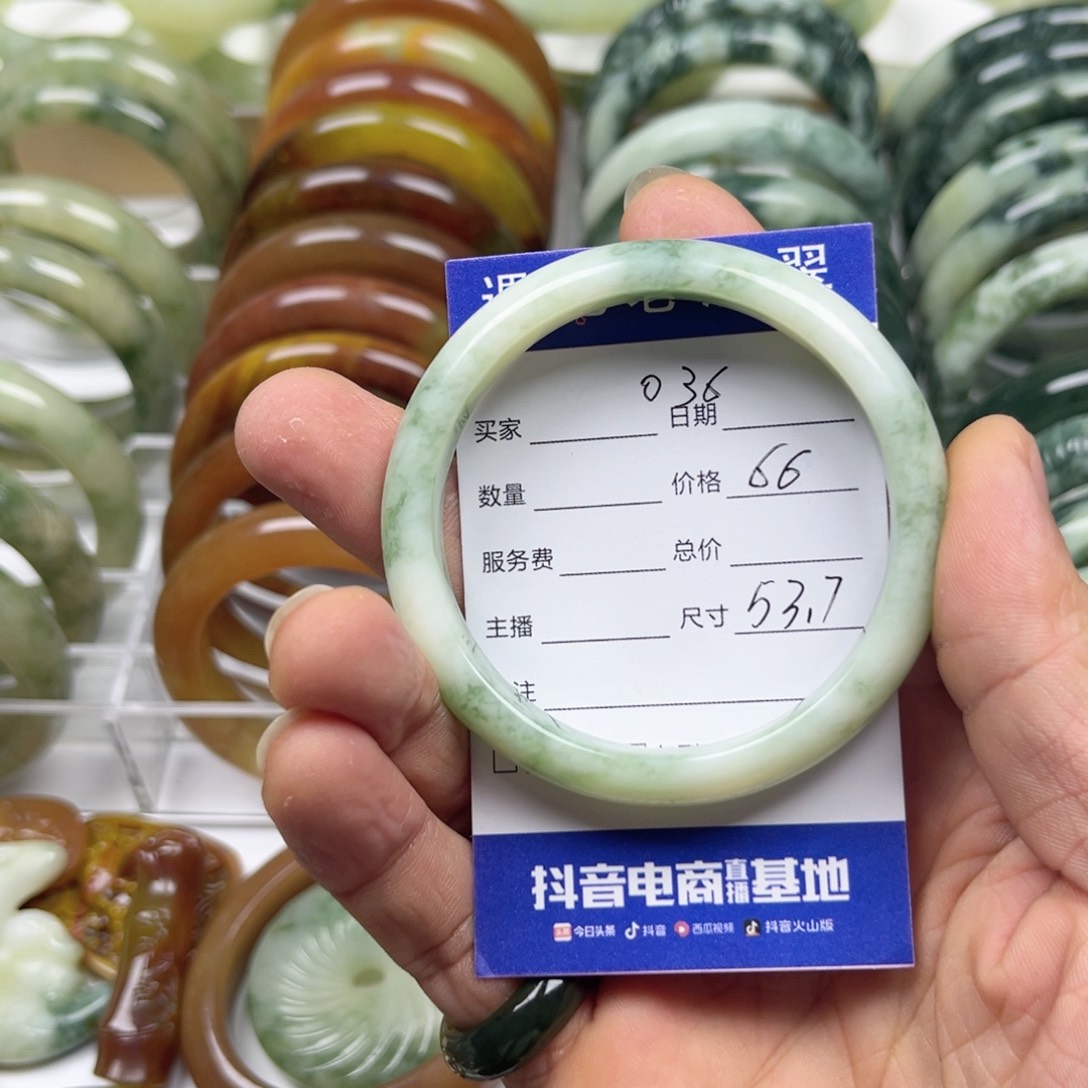 036
买家 日期
数量 价格 66
服务费 总价
主播 尺寸 53.7
注
抖音电商直播基地
今日头条 抖音 西瓜视频 抖音火山版